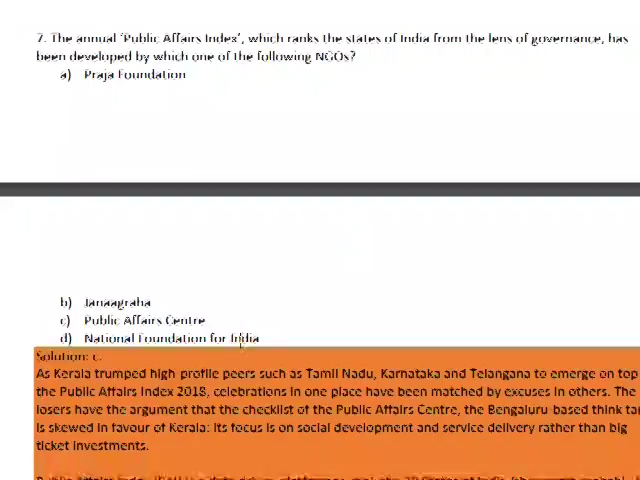 7. The annual 'Public Affairs Index', which ranks the states of India from the lens of governance, has
been developed by which one of the following NGOs?
a) Praja Foundation
b) Janaagraha
c) Public Affairs Centre
d) National Foundation for India
Solution: c.
As Kerala trumped high-profile peers such as Tamil Nadu, Karnataka and Telangana to emerge on top
the Public Affairs Index 2018, celebrations in one place have been matched by excuses in others. The
losers have the argument that the checklist of the Public Affairs Centre, the Bengaluru-based think
is skewed in favour of Kerala: its focus is on social development and service delivery rather than big
ticket investments.